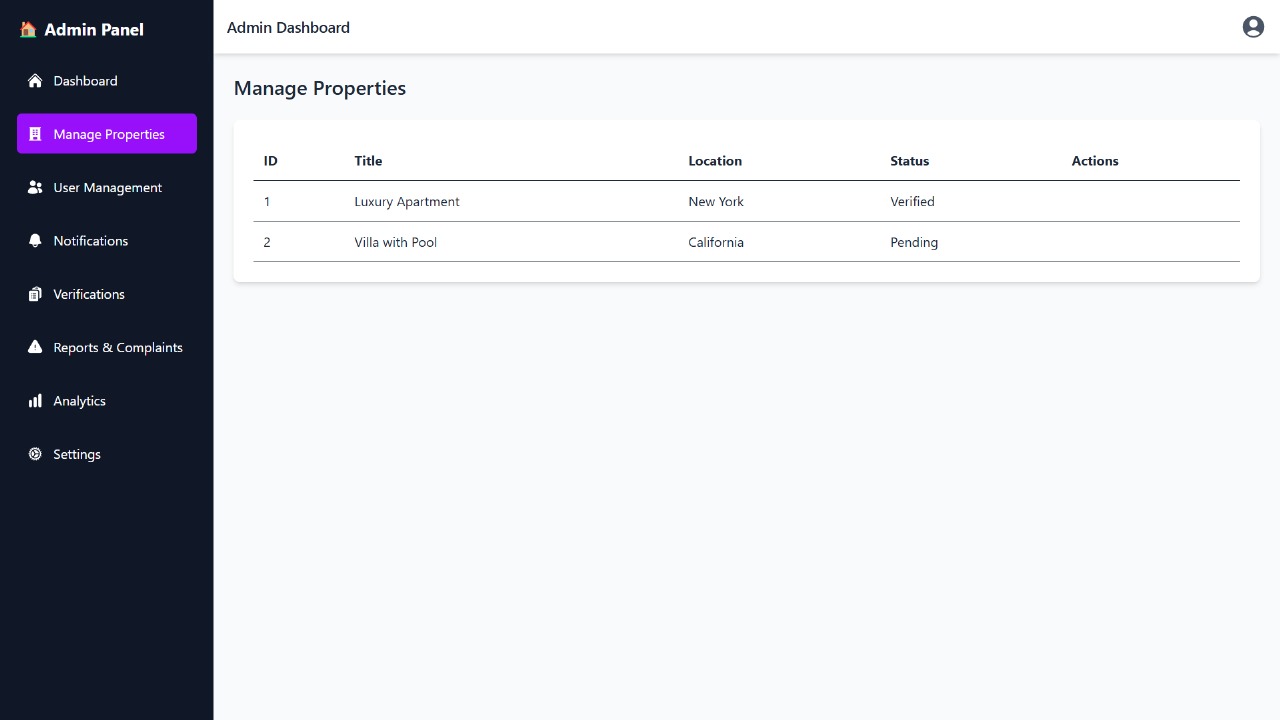 Admin Panel
Dashboard
Manage Properties
User Management
Notifications
Verifications
Reports & Complaints
Analytics
Settings
Admin Dashboard
Manage Properties
ID Title Location Status Actions
1 Luxury Apartment New York Verified
2 Villa with Pool California Pending